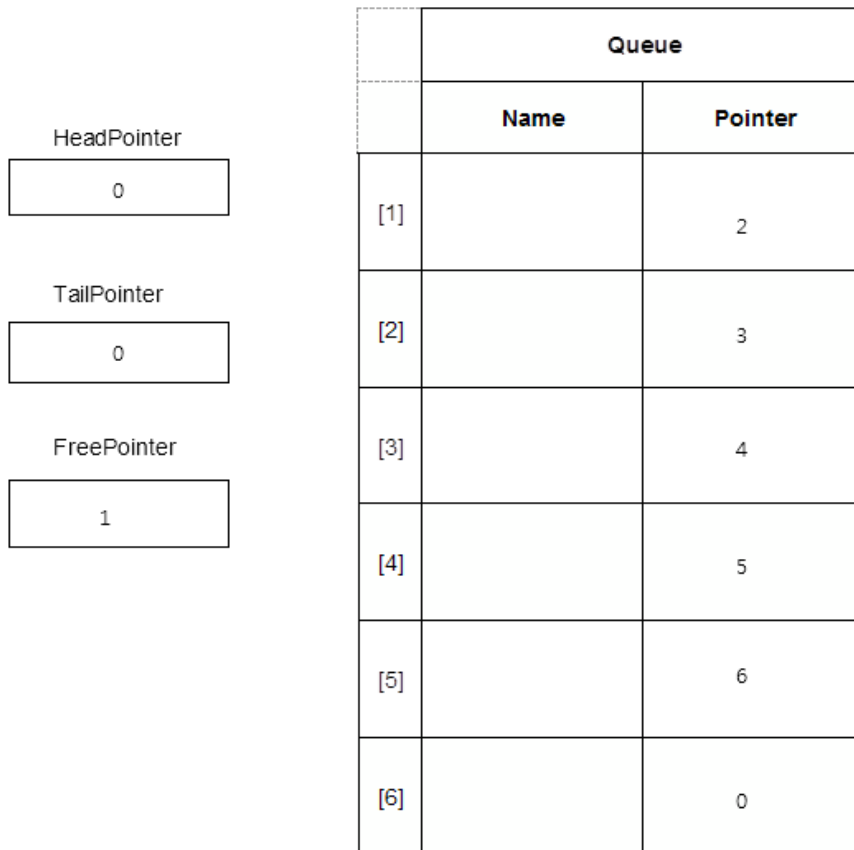 Queue
Name Pointer
HeadPointer
0
[1] 2
TailPointer
0
[2] 3
FreePointer
1
[3] 4
[4] 5
[5] 6
[6] 0